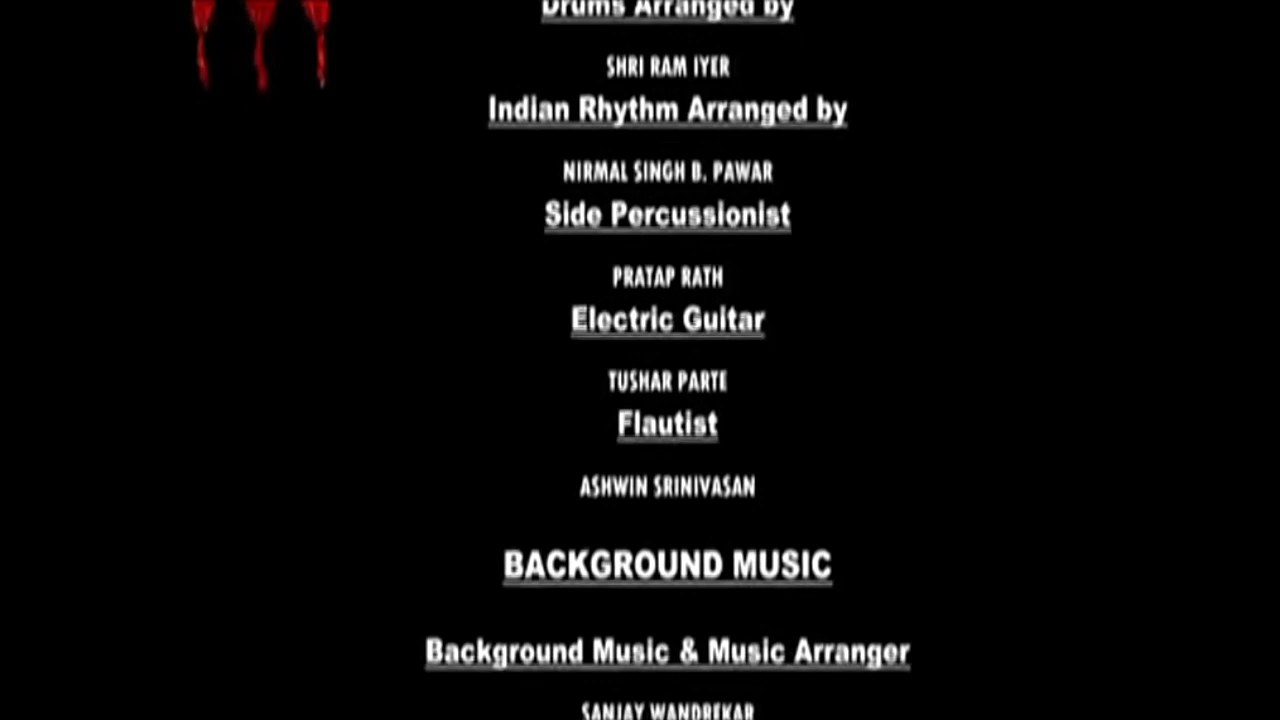 Drums Arranged by
SHRI RAM IYER
Indian Rhythm Arranged by
NIRMAL SINGH B. PAWAR
Side Percussionist
PRATAP RATH
Electric Guitar
TUSHAR PARTE
Flautist
ASHWIN SRINIVASAN
BACKGROUND MUSIC
Background Music & Music Arranger
SANJAY WANDREKAR